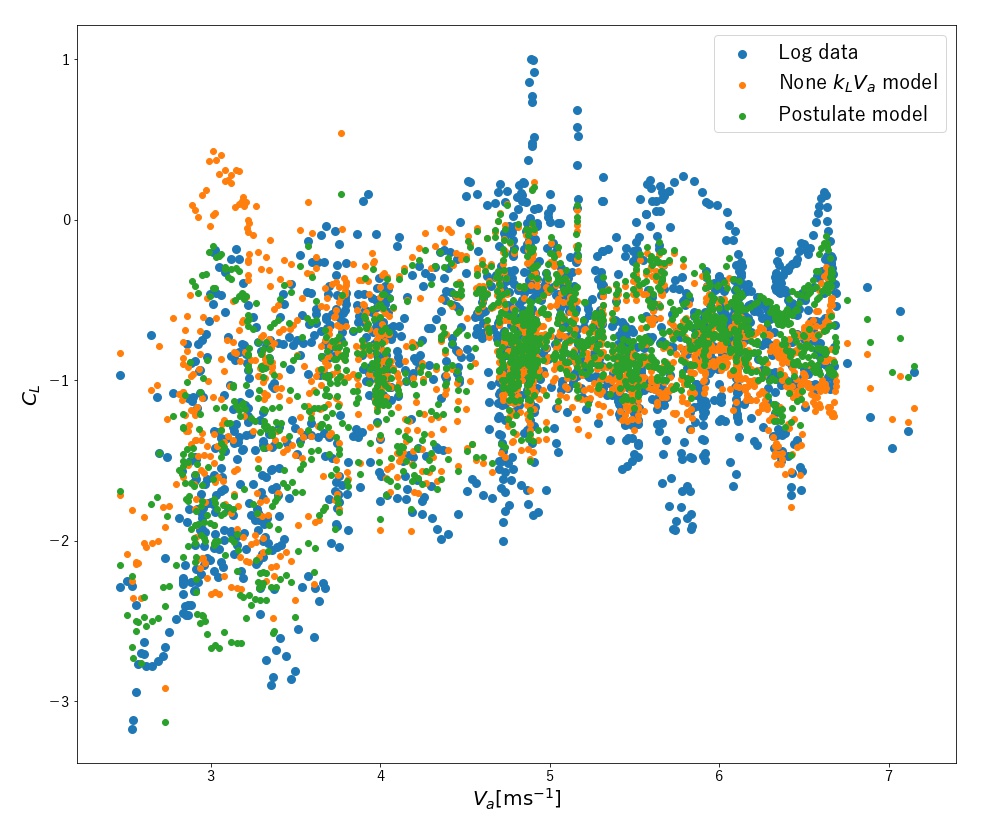 Log data
None k_L V_a model
Postulate model
1
0
−1
−2
−3
C_L
3 4 5 6 7
V_a[ms⁻¹]